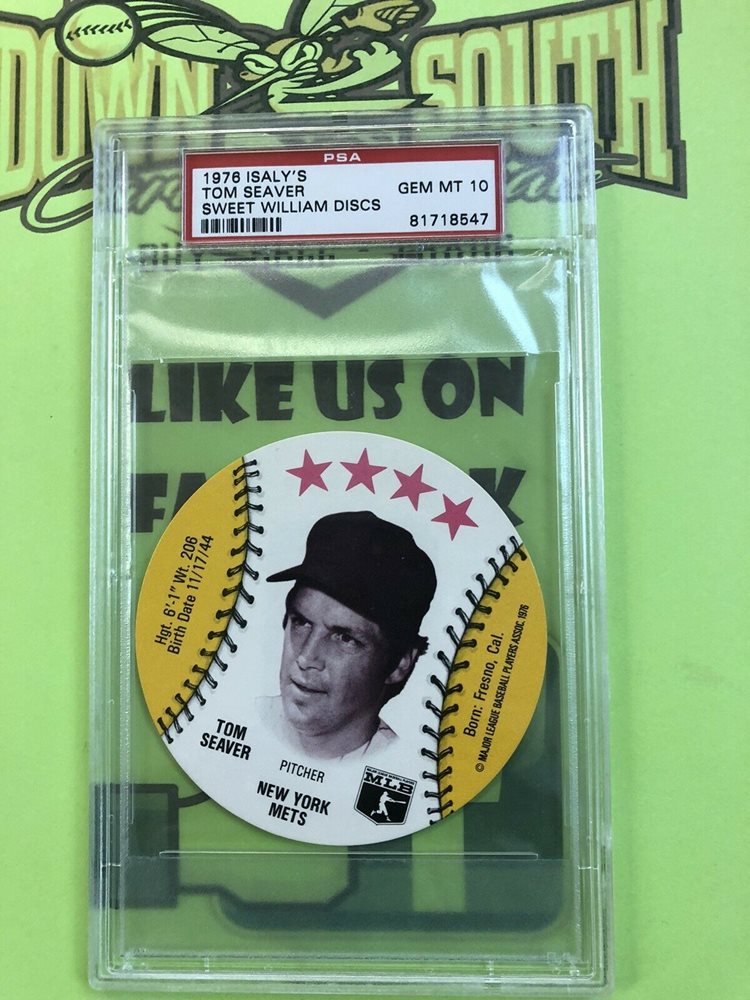 DOWN SOUTH
PSA
1976 ISALY'S
TOM SEAVER GEM MT 10
SWEET WILLIAM DISCS
81718547
LIKE US ON
Hgt. 6'-1" Wt. 206
Birth Date 11/17/44
Born: Fresno, Cal.
© MAJOR LEAGUE BASEBALL PLAYERS ASSOC. 1976
TOM
SEAVER
PITCHER
NEW YORK
METS
MLB